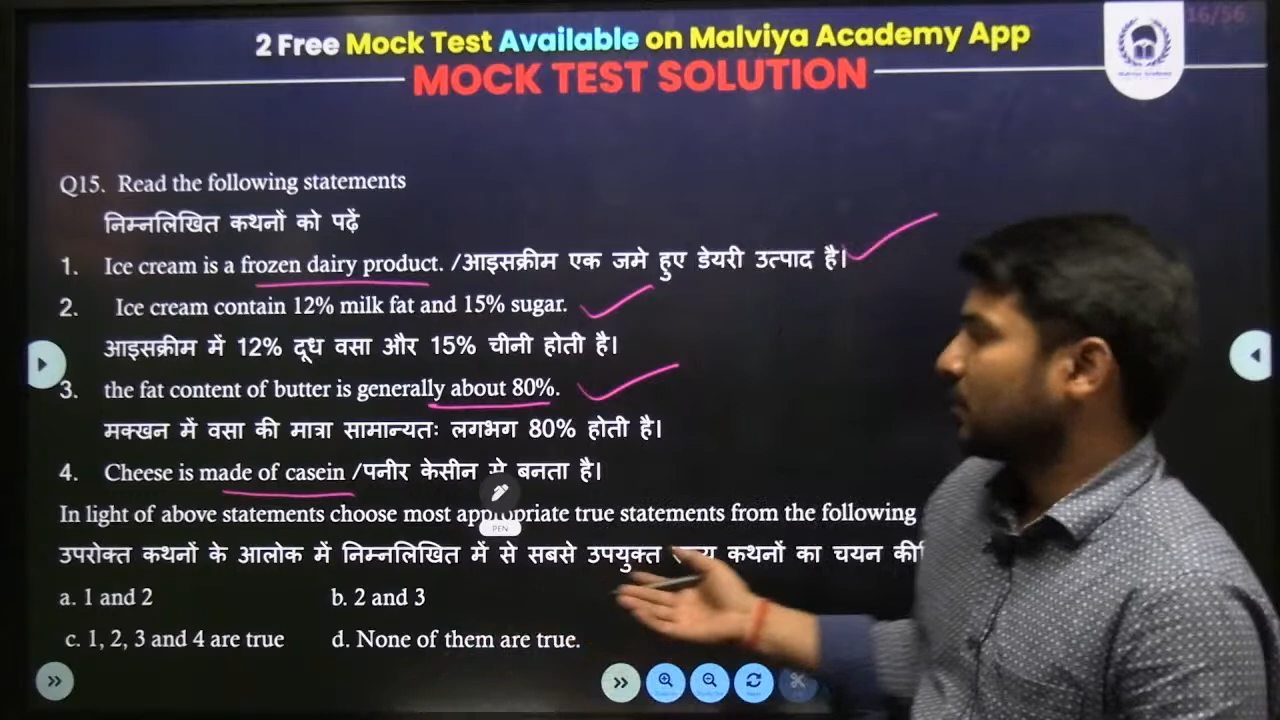 16/56
2 Free Mock Test Available on Malviya Academy App
MOCK TEST SOLUTION
Q15. Read the following statements
निम्नलिखित कथनों को पढ़ें
1. Ice cream is a frozen dairy product. /आइसक्रीम एक जमे हुए डेयरी उत्पाद है।
2. Ice cream contain 12% milk fat and 15% sugar.
आइसक्रीम में 12% दूध वसा और 15% चीनी होती है।
3. the fat content of butter is generally about 80%.
मक्खन में वसा की मात्रा सामान्यतः लगभग 80% होती है।
4. Cheese is made of casein /पनीर केसीन से बनता है।
PEN
In light of above statements choose most appropriate true statements from the following
उपरोक्त कथनों के आलोक में निम्नलिखित में से सबसे उपयुक्त कथनों का चयन
a. 1 and 2 b. 2 and 3
c. 1, 2, 3 and 4 are true d. None of them are true.